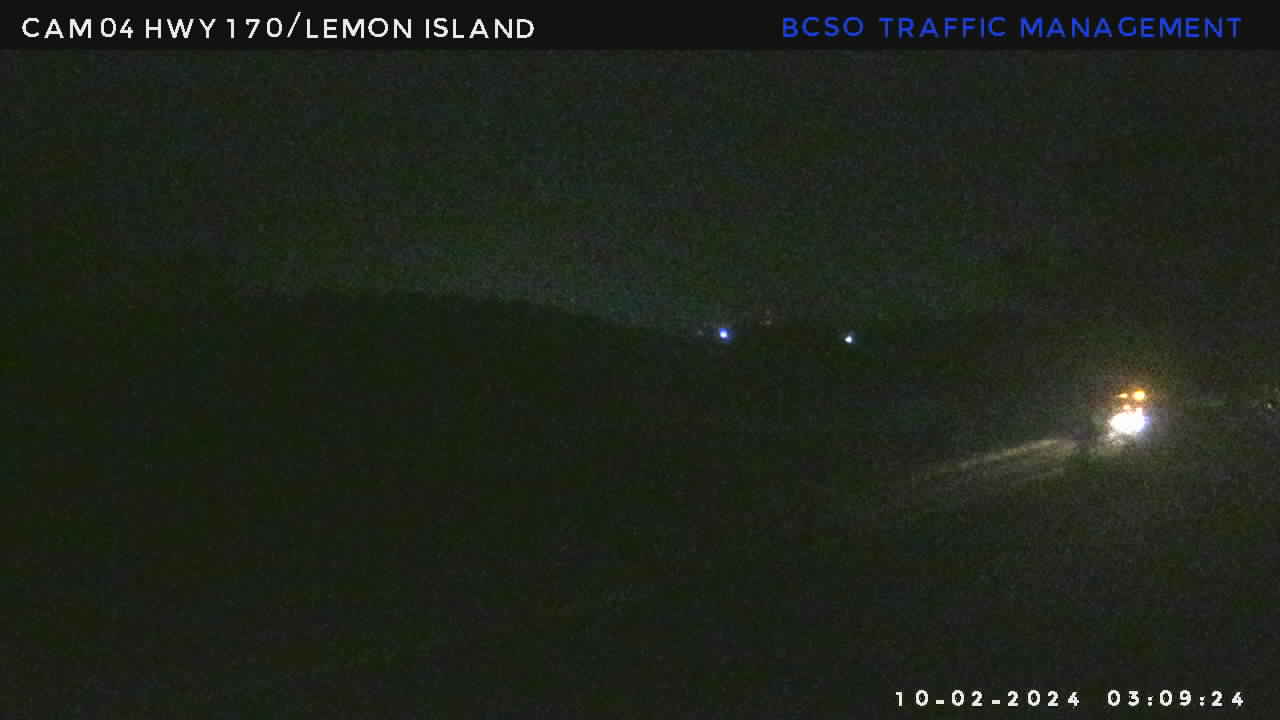 CAM04 HWY 170/LEMON ISLAND
BCSO TRAFFIC MANAGEMENT
10-02-2024 03:09:24